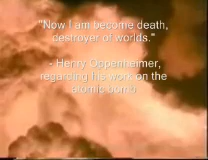 "Now I am become death,
destroyer of worlds."
- Henry Oppenheimer,
regarding his work on the
atomic bomb